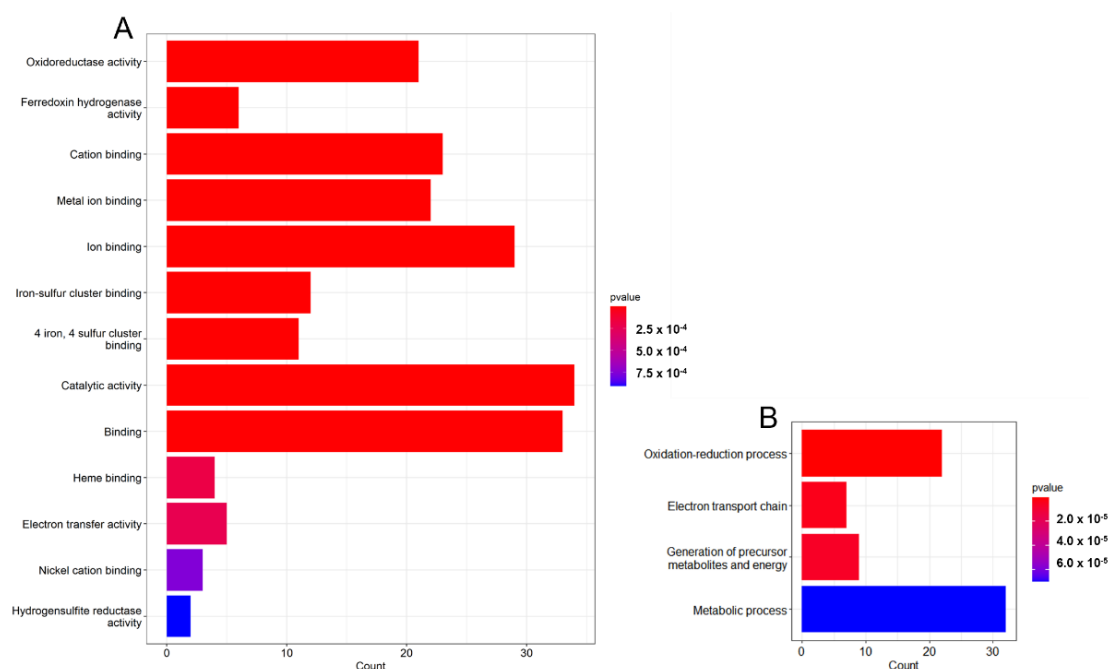 A
Oxidoreductase activity
Ferredoxin hydrogenase
activity
Cation binding
Metal ion binding
Ion binding
Iron-sulfur cluster binding
4 iron, 4 sulfur cluster
binding
Catalytic activity
Binding
Heme binding
Electron transfer activity
Nickel cation binding
Hydrogensulfite reductase
activity
0 10 20 30
Count
pvalue
2.5 x 10⁻⁴
5.0 x 10⁻⁴
7.5 x 10⁻⁴
B
Oxidation-reduction process
Electron transport chain
Generation of precursor
metabolites and energy
Metabolic process
0 10 20 30
Count
pvalue
2.0 x 10⁻⁵
4.0 x 10⁻⁵
6.0 x 10⁻⁵